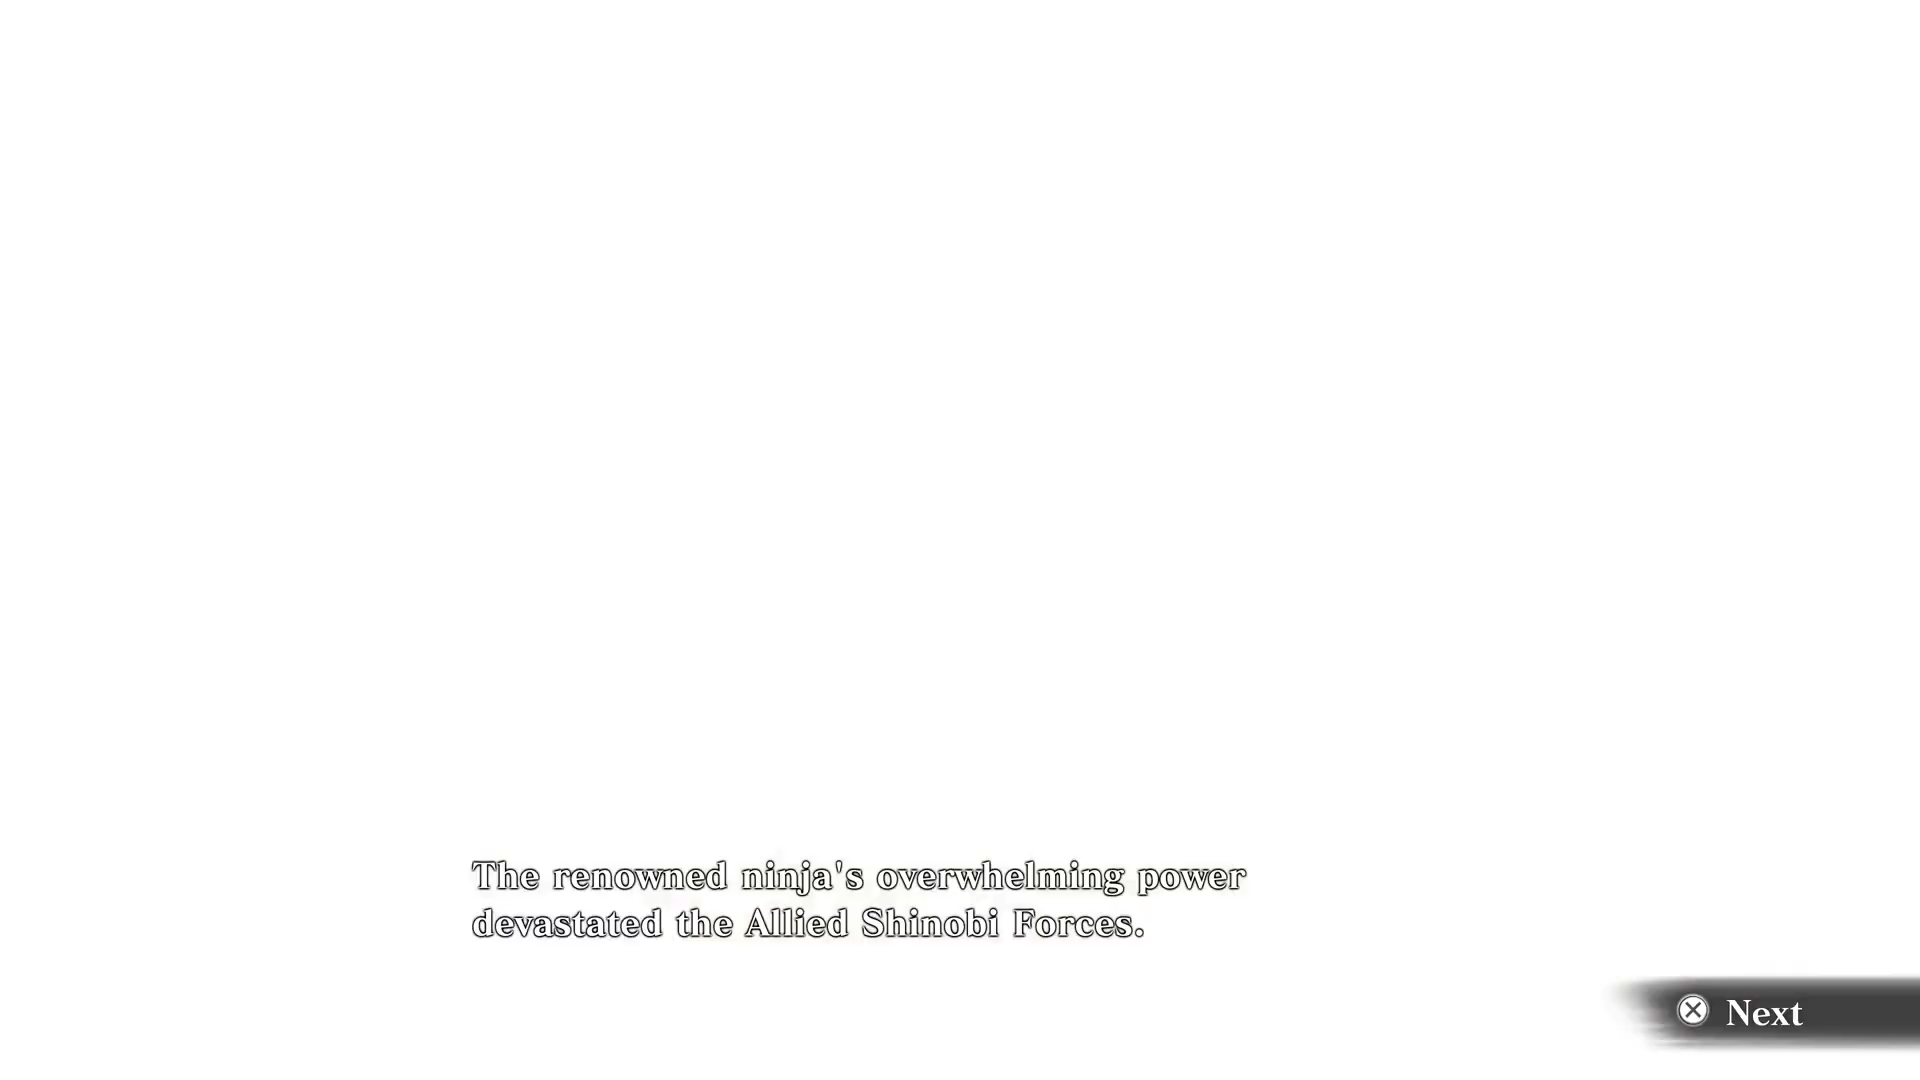 The renowned ninja's overwhelming power
devastated the Allied Shinobi Forces.
Next